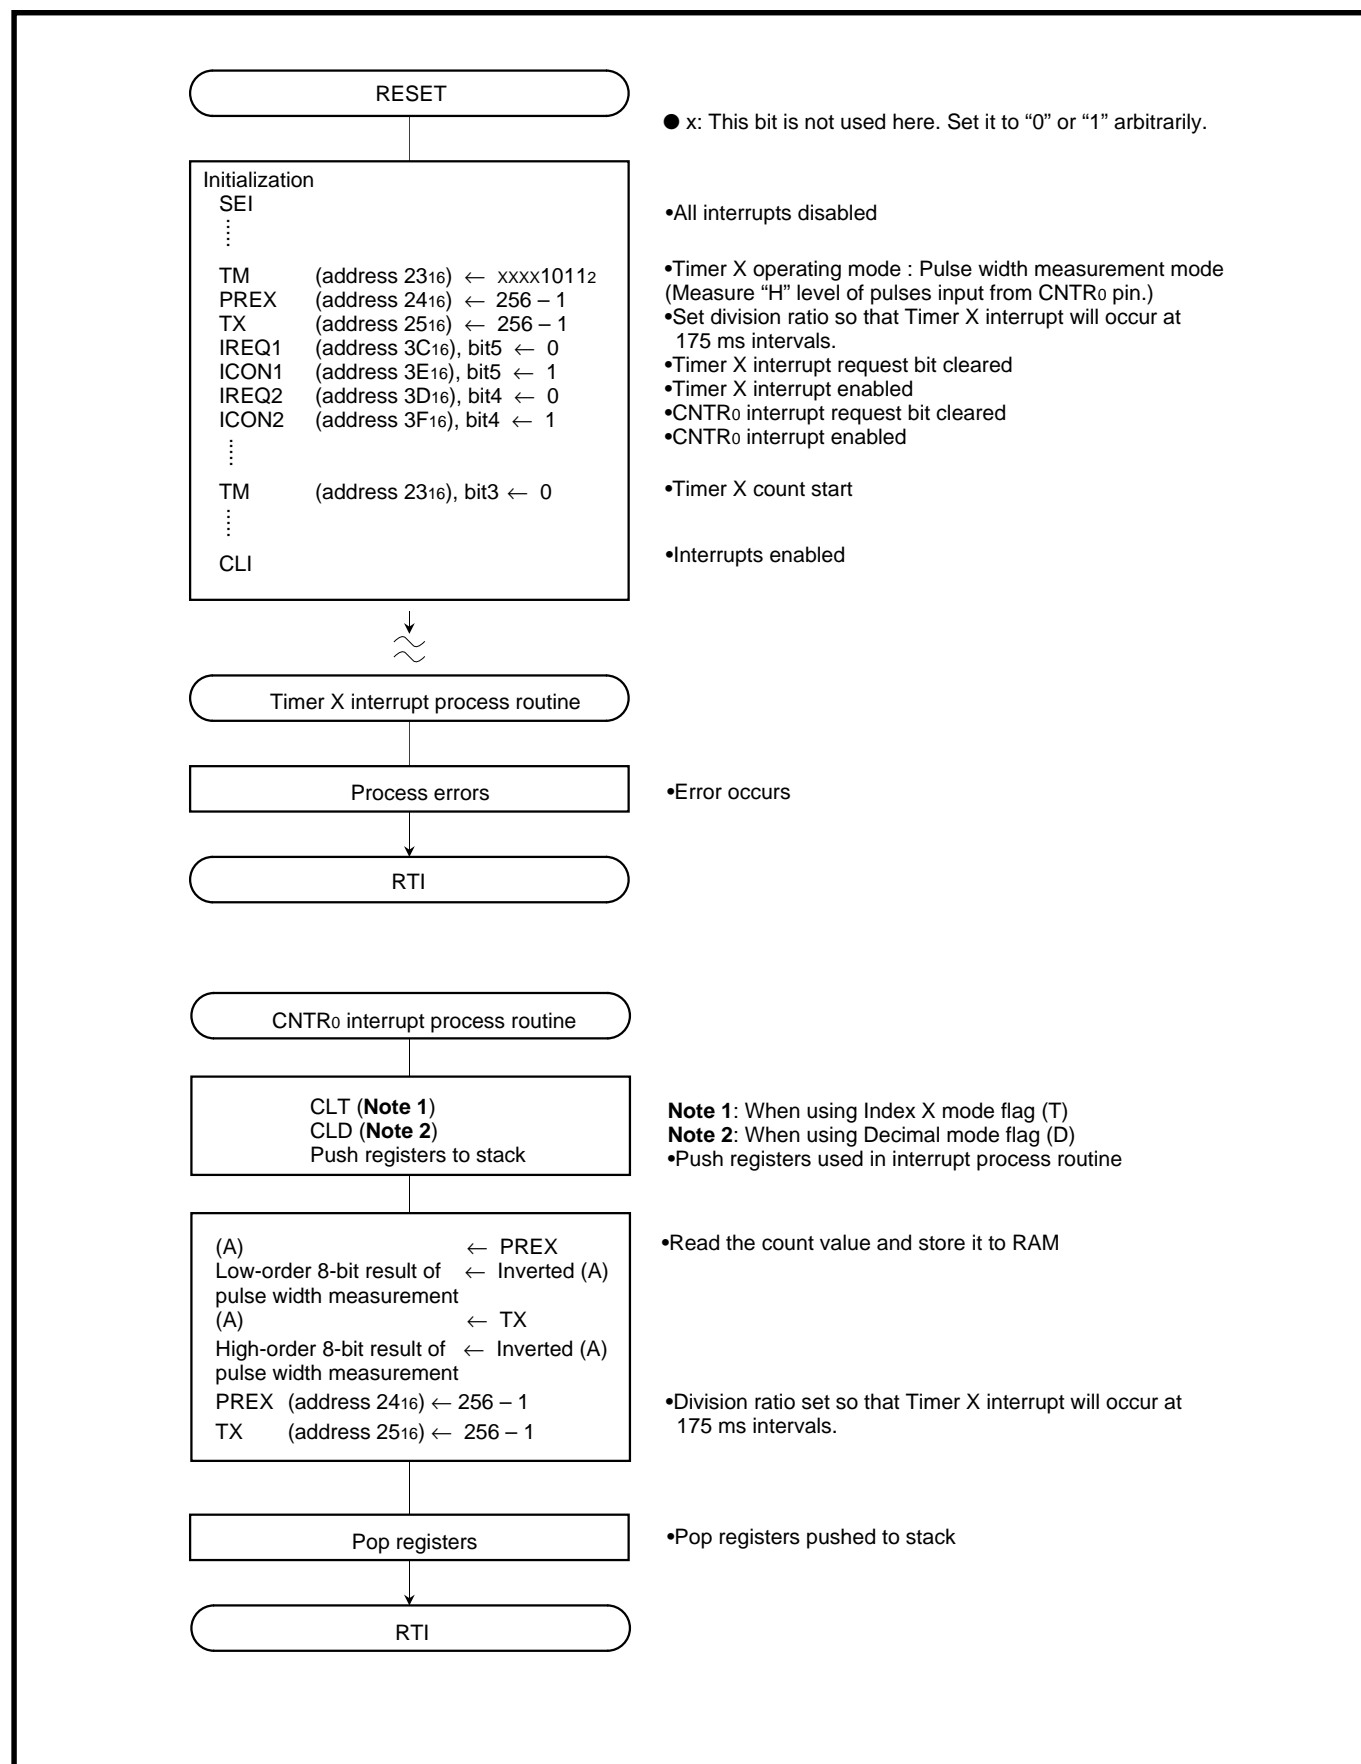 RESET
● x: This bit is not used here. Set it to “0” or “1” arbitrarily.
Initialization
SEI
•All interrupts disabled
TM (address 2316) ← XXXX10112
•Timer X operating mode : Pulse width measurement mode
(Measure “H” level of pulses input from CNTR0 pin.)
PREX (address 2416) ← 256 – 1
TX (address 2516) ← 256 – 1
•Set division ratio so that Timer X interrupt will occur at
175 ms intervals.
IREQ1 (address 3C16), bit5 ← 0
•Timer X interrupt request bit cleared
ICON1 (address 3E16), bit5 ← 1
•Timer X interrupt enabled
IREQ2 (address 3D16), bit4 ← 0
•CNTR0 interrupt request bit cleared
ICON2 (address 3F16), bit4 ← 1
•CNTR0 interrupt enabled
TM (address 2316), bit3 ← 0
•Timer X count start
CLI
•Interrupts enabled
Timer X interrupt process routine
Process errors
•Error occurs
RTI
CNTR0 interrupt process routine
CLT (Note 1)
CLD (Note 2)
Push registers to stack
Note 1: When using Index X mode flag (T)
Note 2: When using Decimal mode flag (D)
•Push registers used in interrupt process routine
(A) ← PREX
•Read the count value and store it to RAM
Low-order 8-bit result of ← Inverted (A)
pulse width measurement
(A) ← TX
High-order 8-bit result of ← Inverted (A)
pulse width measurement
PREX (address 2416) ← 256 – 1
TX (address 2516) ← 256 – 1
•Division ratio set so that Timer X interrupt will occur at
175 ms intervals.
Pop registers
•Pop registers pushed to stack
RTI